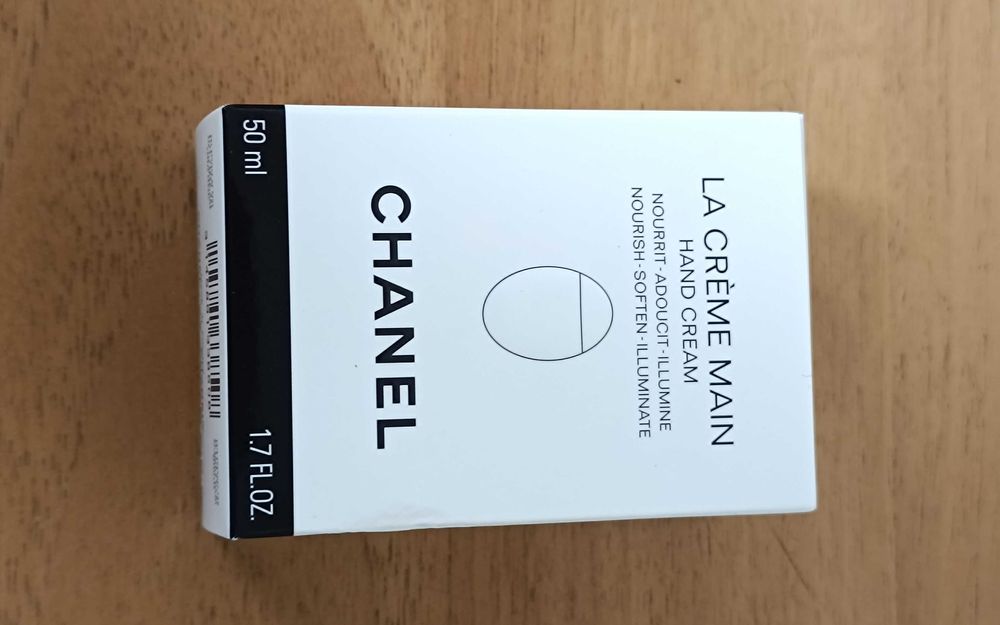 LA CRÈME MAIN
HAND CREAM
NOURRIT-ADOUCIT-ILLUMINE
NOURISH-SOFTEN-ILLUMINATE
CHANEL
50 ml 1.7 FL.OZ.